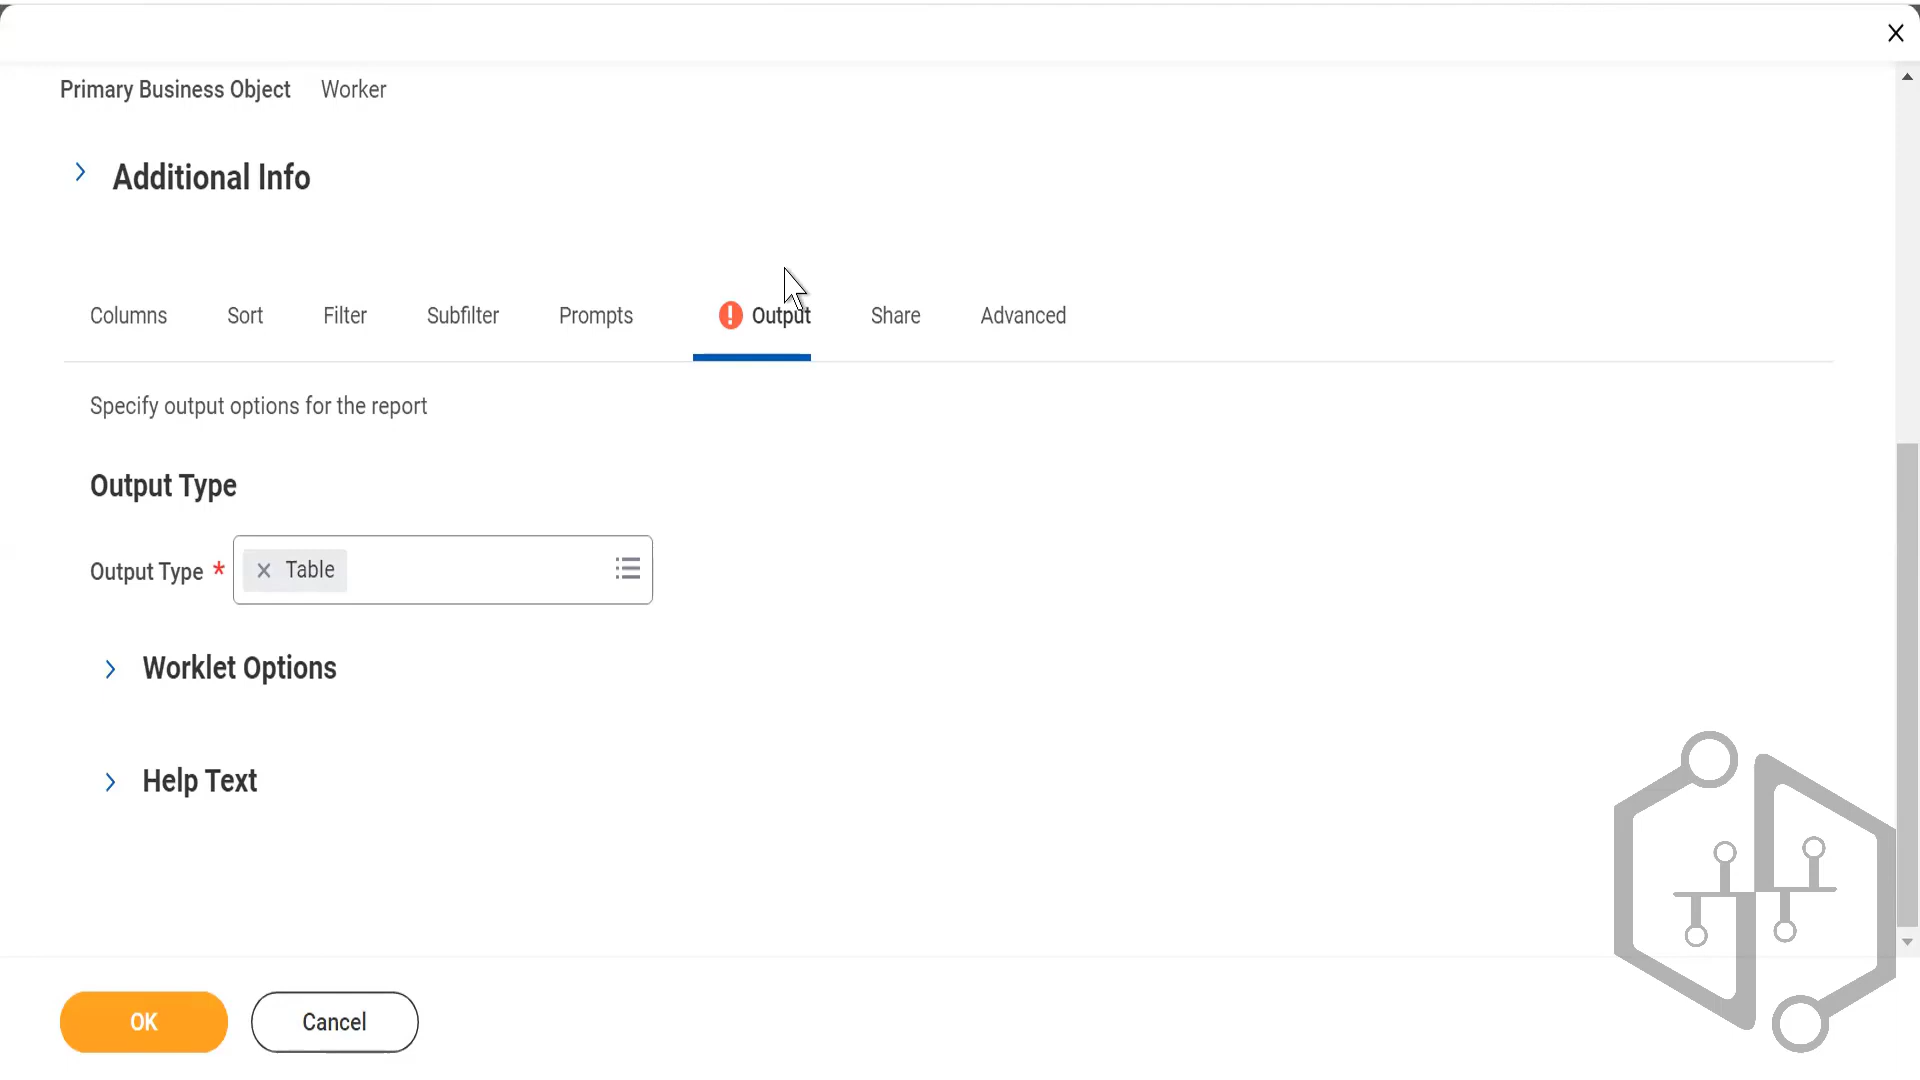 Primary Business Object Worker
Additional Info
Columns Sort Filter Subfilter Prompts Output Share Advanced
Specify output options for the report
Output Type
Output Type * Table
Worklet Options
Help Text
OK Cancel